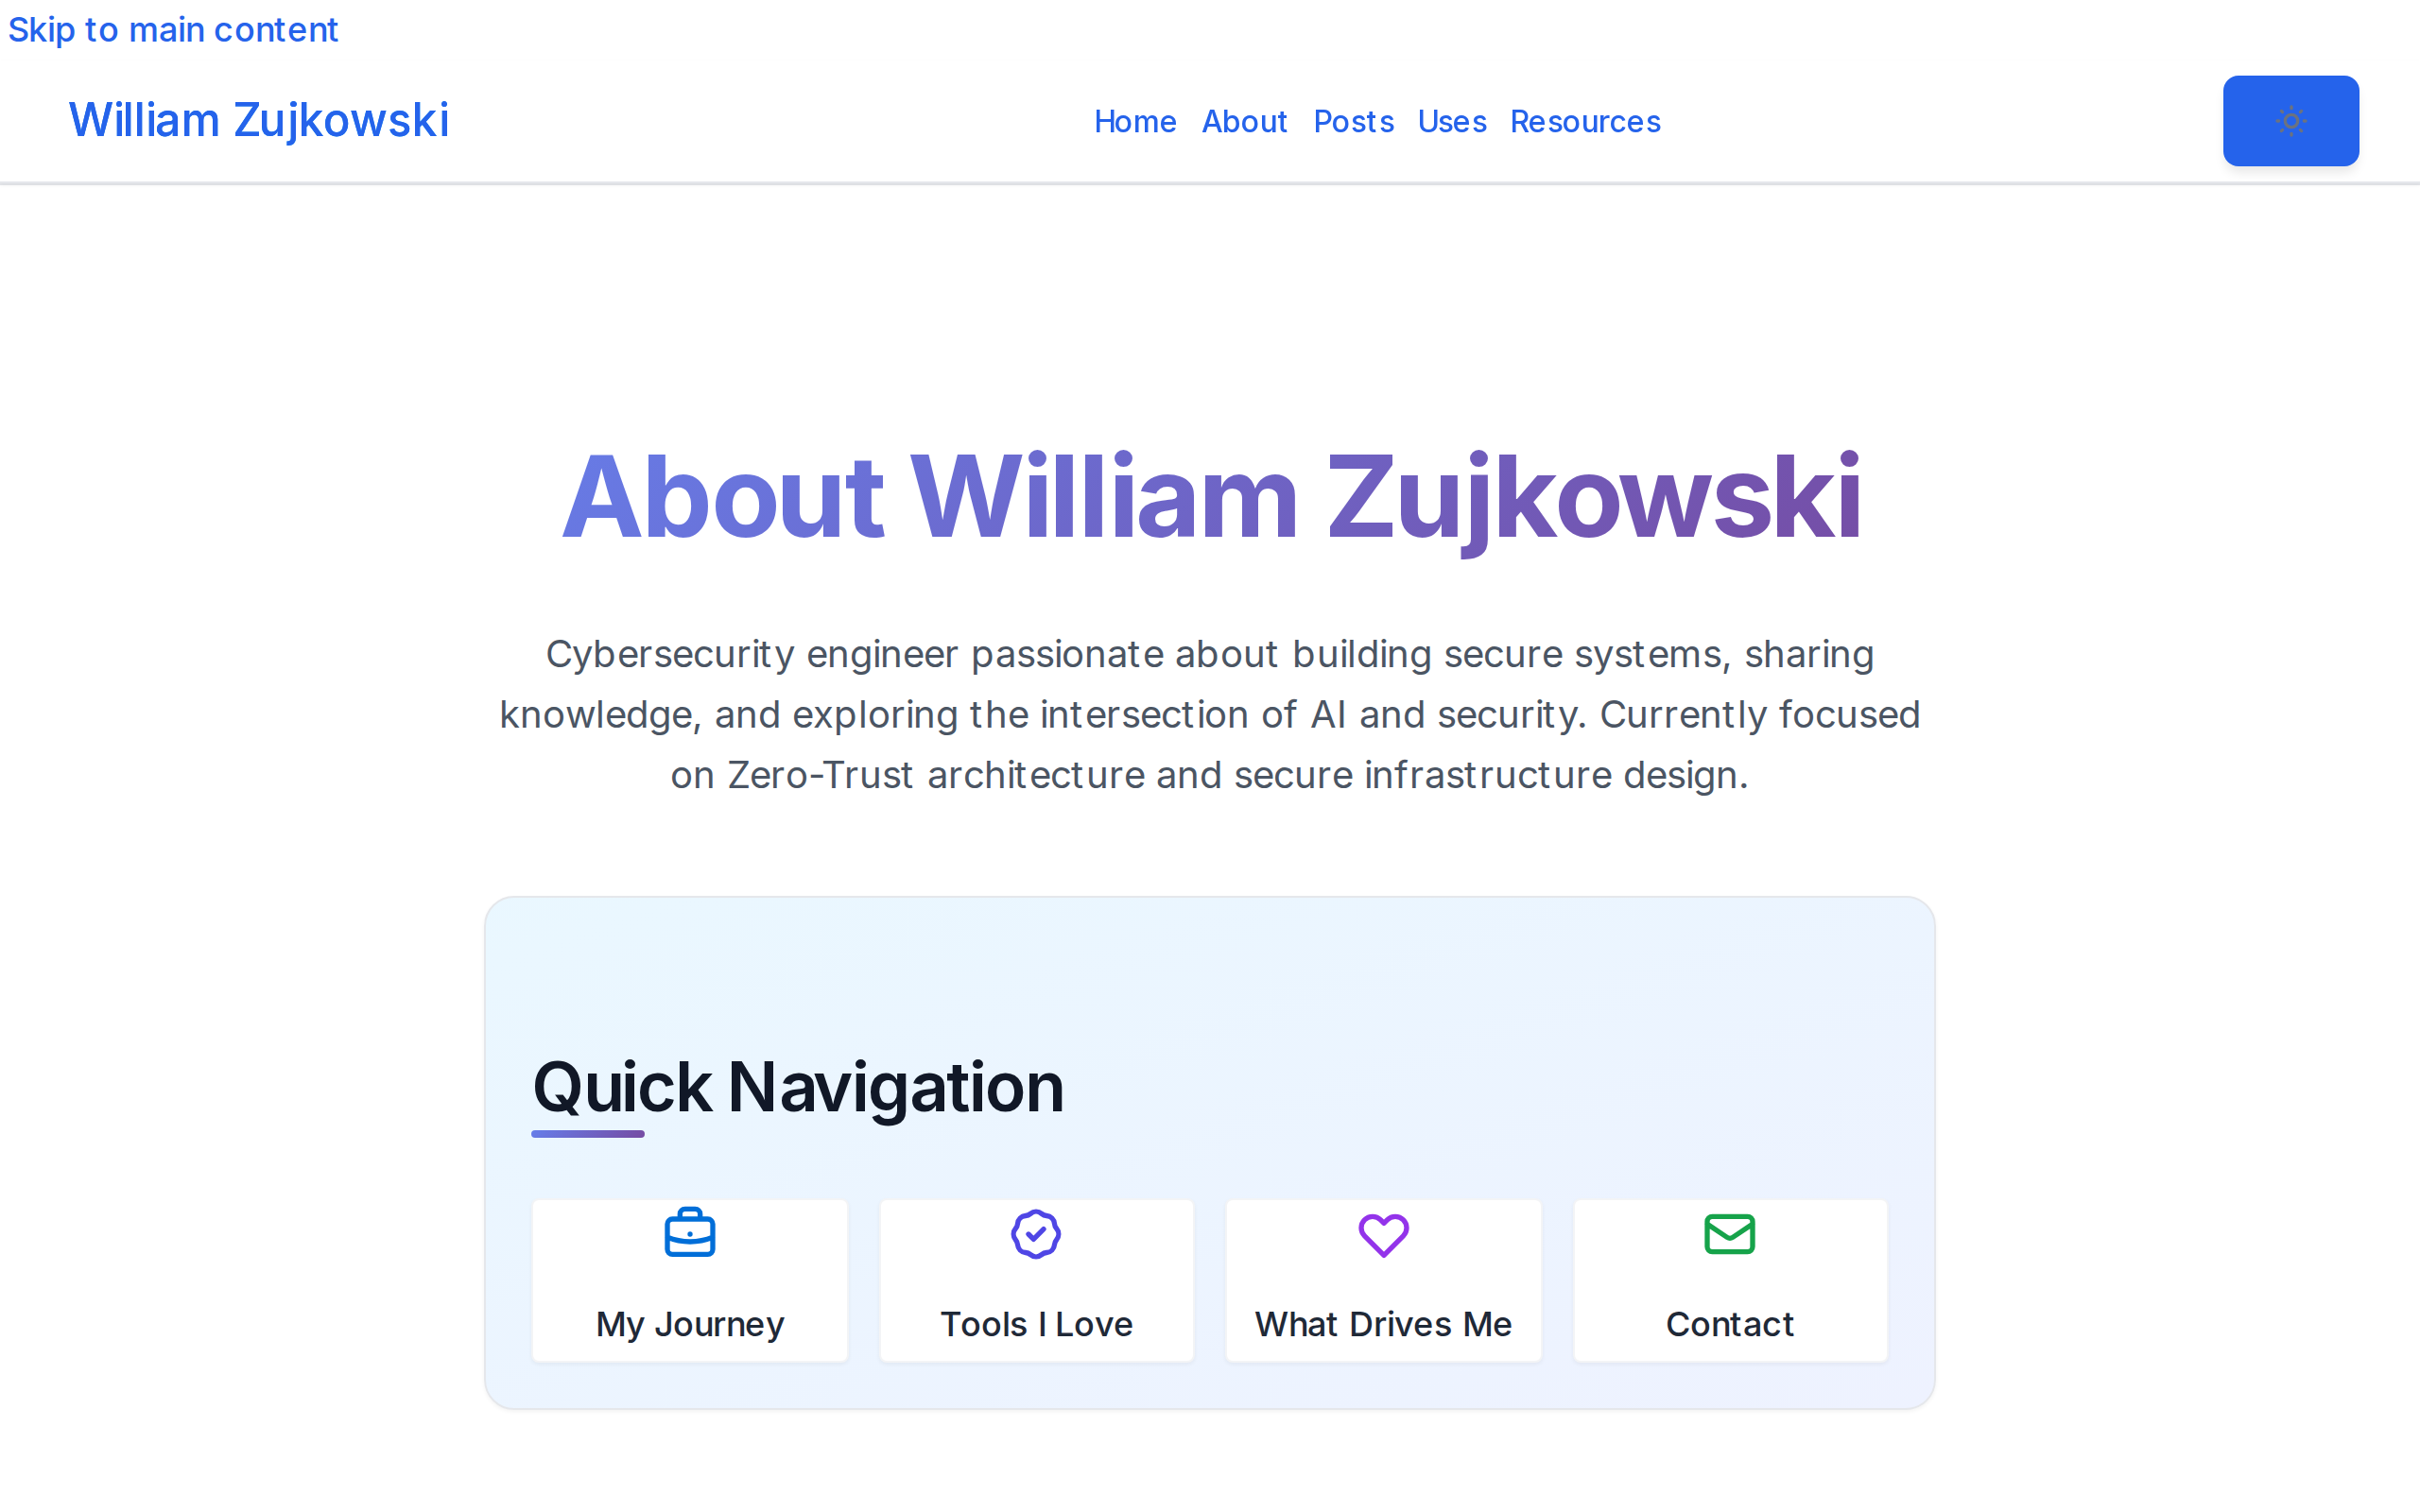 Skip to main content
William Zujkowski
Home About Posts Uses Resources
About William Zujkowski
Cybersecurity engineer passionate about building secure systems, sharing
knowledge, and exploring the intersection of AI and security. Currently focused
on Zero-Trust architecture and secure infrastructure design.
Quick Navigation
My Journey
Tools I Love
What Drives Me
Contact